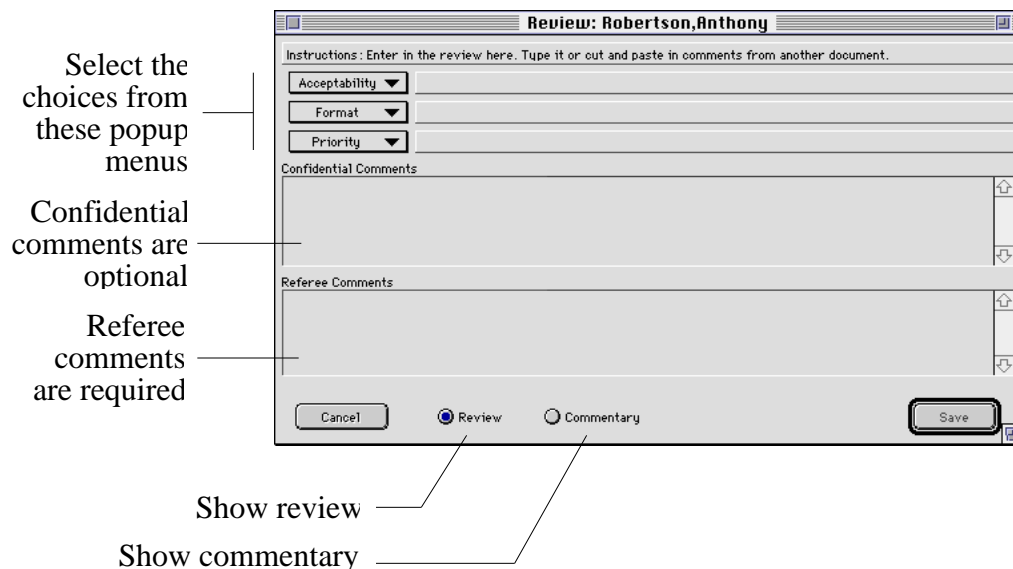 Review: Robertson,Anthony
Instructions: Enter in the review here. Type it or cut and paste in comments from another document.
Select the
choices from
these popup
menus
Acceptability
Format
Priority
Confidential Comments
Confidential
comments are
optional
Referee Comments
Referee
comments
are required
Cancel
Review
Commentary
Save
Show review
Show commentary